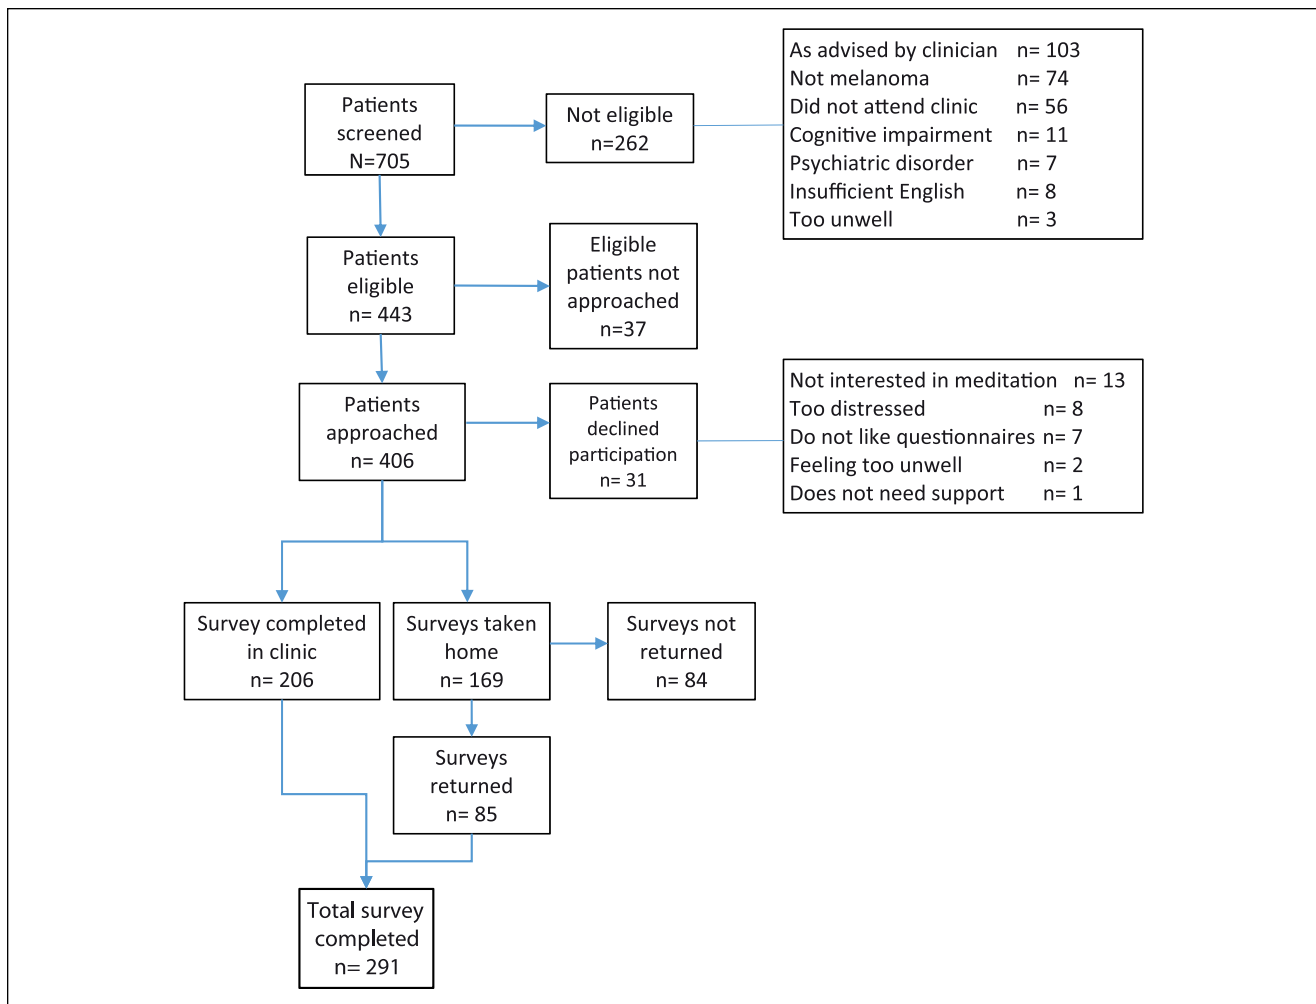 Patients
screened
N=705
Not eligible
n=262
As advised by clinician n= 103
Not melanoma n= 74
Did not attend clinic n= 56
Cognitive impairment n= 11
Psychiatric disorder n= 7
Insufficient English n= 8
Too unwell n= 3
Patients
eligible
n= 443
Eligible
patients not
approached
n=37
Patients
approached
n= 406
Patients
declined
participation
n= 31
Not interested in meditation n= 13
Too distressed n= 8
Do not like questionnaires n= 7
Feeling too unwell n= 2
Does not need support n= 1
Survey completed
in clinic
n= 206
Surveys taken
home
n= 169
Surveys not
returned
n= 84
Surveys
returned
n= 85
Total survey
completed
n= 291